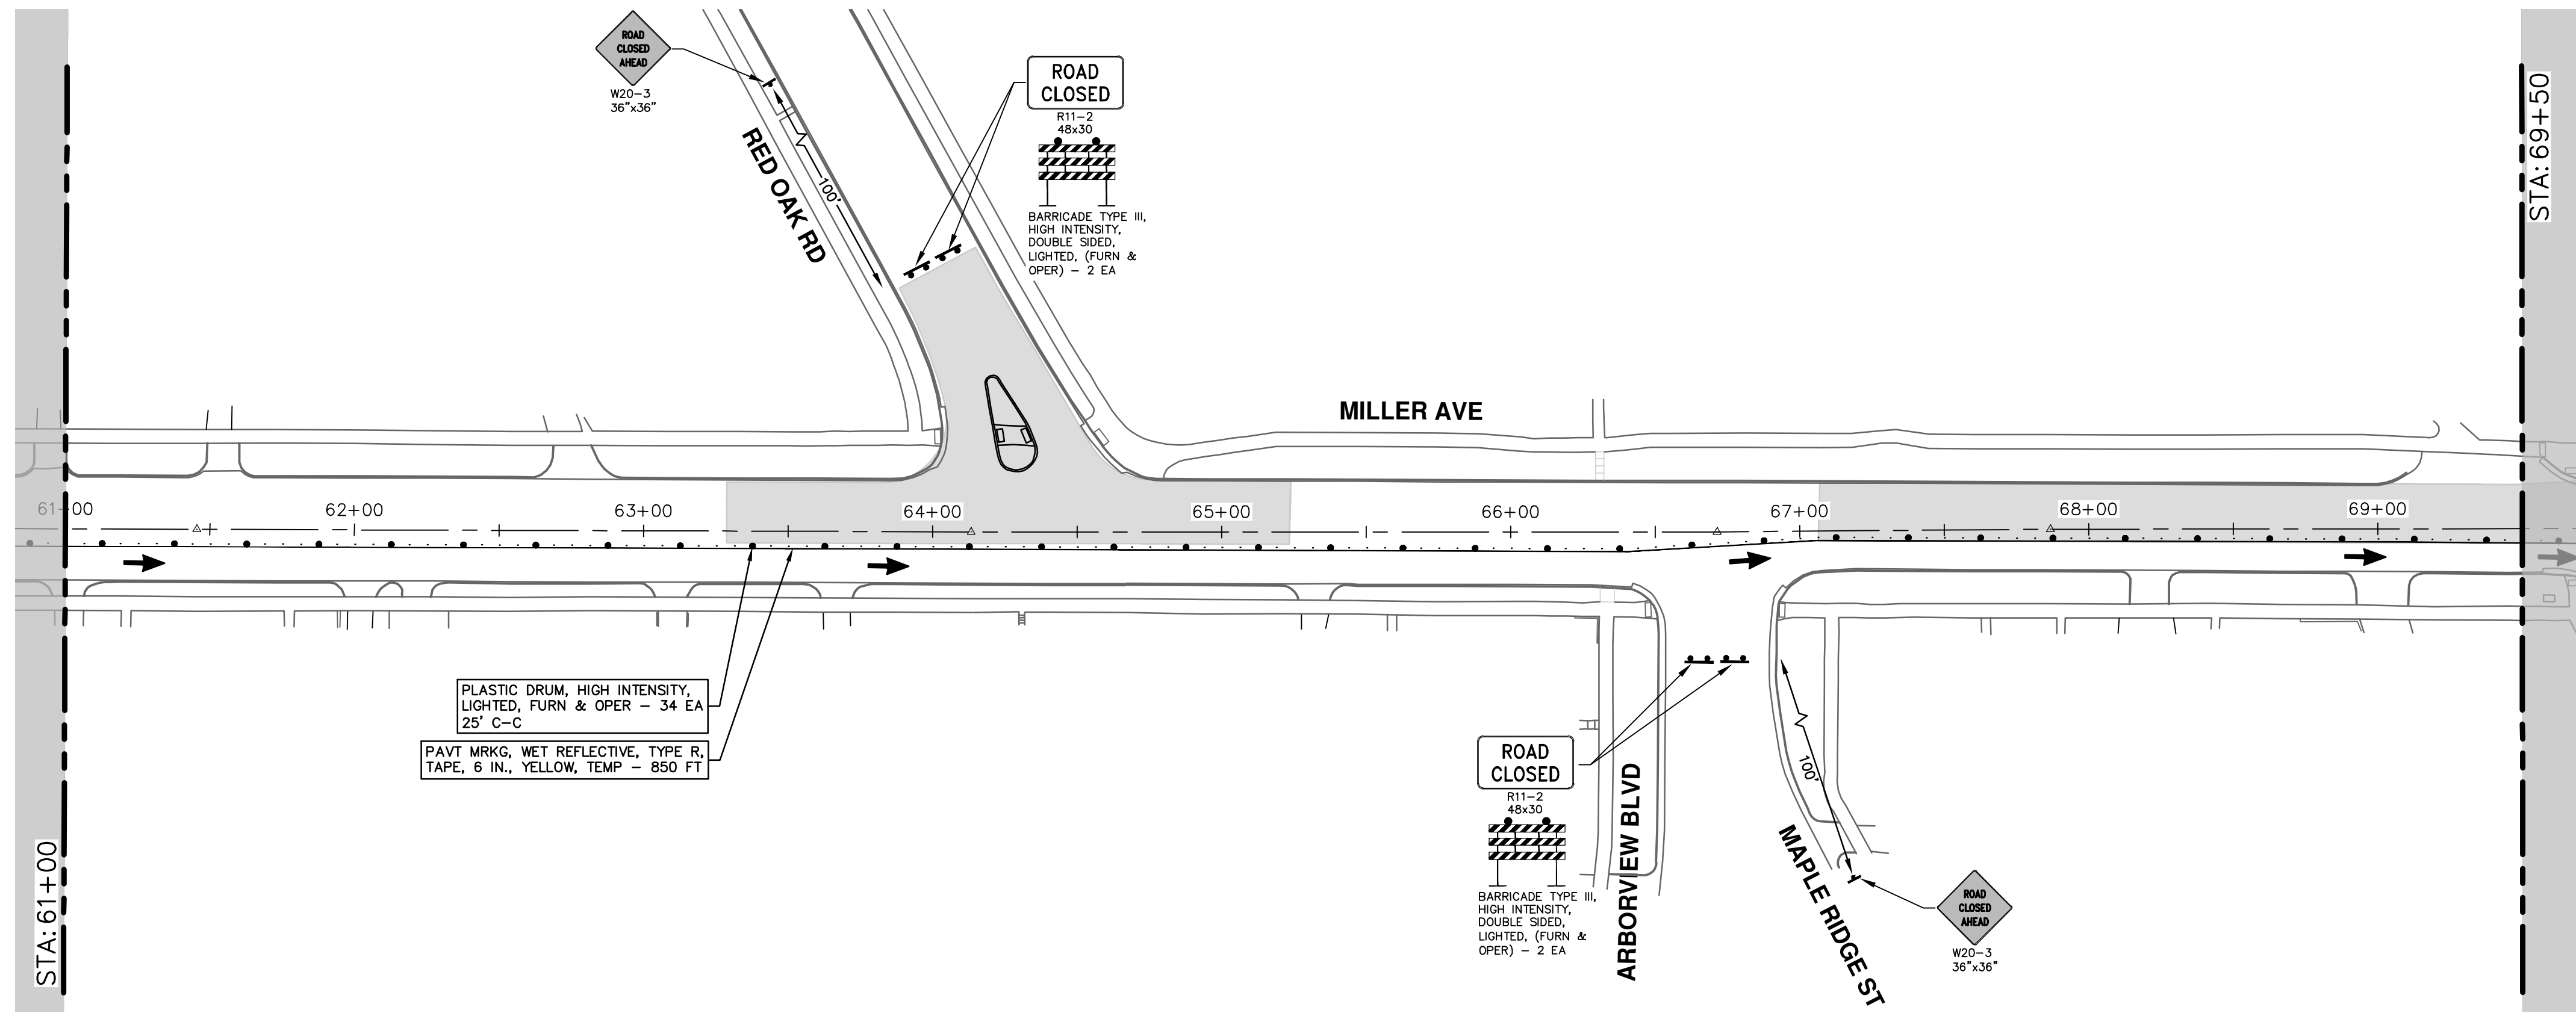 ROAD
CLOSED
AHEAD
W20-3
36"x36"
ROAD
CLOSED
R11-2
48x30
BARRICADE TYPE III,
HIGH INTENSITY,
DOUBLE SIDED,
LIGHTED, (FURN &
OPER) - 2 EA
RED OAK RD
100'
STA: 69+50
MILLER AVE
61+00
62+00
63+00
64+00
65+00
66+00
67+00
68+00
69+00
PLASTIC DRUM, HIGH INTENSITY,
LIGHTED, FURN & OPER - 34 EA
25' C-C
PAVT MRKG, WET REFLECTIVE, TYPE R,
TAPE, 6 IN., YELLOW, TEMP - 850 FT
STA: 61+00
ROAD
CLOSED
R11-2
48x30
BARRICADE TYPE III,
HIGH INTENSITY,
DOUBLE SIDED,
LIGHTED, (FURN &
OPER) - 2 EA
ARBORVIEW BLVD
100'
MAPLE RIDGE ST
ROAD
CLOSED
AHEAD
W20-3
36"x36"